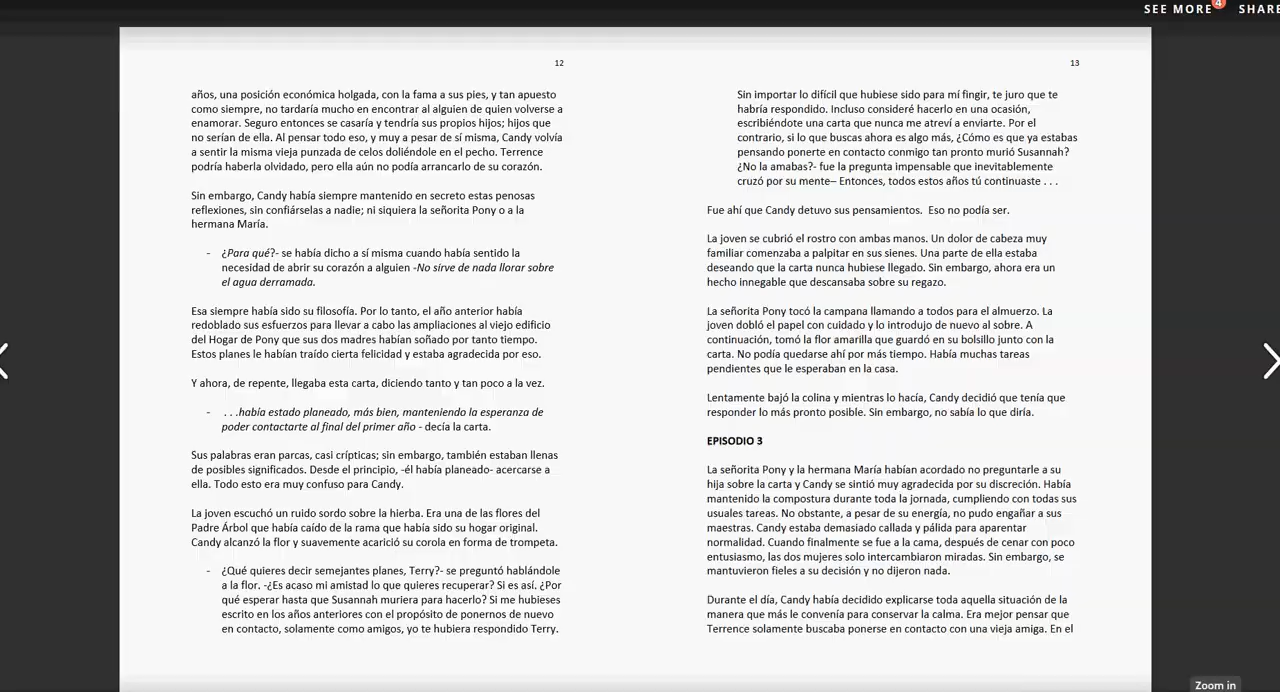 SEE MORE 4 SHARE
12
años, una posición económica holgada, con la fama a sus pies, y tan apuesto
como siempre, no tardaría mucho en encontrar al alguien de quien volverse a
enamorar. Seguro entonces se casaría y tendría sus propios hijos; hijos que
no serían de ella. Al pensar todo eso, y muy a pesar de sí misma, Candy volvía
a sentir la misma vieja punzada de celos doliéndole en el pecho. Terrence
podría haberla olvidado, pero ella aún no podía arrancarlo de su corazón.
Sin embargo, Candy había siempre mantenido en secreto estas penosas
reflexiones, sin confiárselas a nadie; ni siquiera la señorita Pony o a la
hermana María.
- ¿Para qué?- se había dicho a sí misma cuando había sentido la
necesidad de abrir su corazón a alguien -No sirve de nada llorar sobre
el agua derramada.
Esa siempre había sido su filosofía. Por lo tanto, el año anterior había
redoblado sus esfuerzos para llevar a cabo las ampliaciones al viejo edificio
del Hogar de Pony que sus dos madres habían soñado por tanto tiempo.
Estos planes le habían traído cierta felicidad y estaba agradecida por eso.
Y ahora, de repente, llegaba esta carta, diciendo tanto y tan poco a la vez.
- . . .había estado planeado, más bien, manteniendo la esperanza de
poder contactarte al final del primer año - decía la carta.
Sus palabras eran parcas, casi crípticas; sin embargo, también estaban llenas
de posibles significados. Desde el principio, -él había planeado- acercarse a
ella. Todo esto era muy confuso para Candy.
La joven escuchó un ruido sordo sobre la hierba. Era una de las flores del
Padre Árbol que había caído de la rama que había sido su hogar original.
Candy alcanzó la flor y suavemente acarició su corola en forma de trompeta.
- ¿Qué quieres decir semejantes planes, Terry?- se preguntó hablándole
a la flor. -¿Es acaso mi amistad lo que quieres recuperar? Si es así. ¿Por
qué esperar hasta que Susannah muriera para hacerlo? Si me hubieses
escrito en los años anteriores con el propósito de ponernos de nuevo
en contacto, solamente como amigos, yo te hubiera respondido Terry.
13
Sin importar lo difícil que hubiese sido para mí fingir, te juro que te
habría respondido. Incluso consideré hacerlo en una ocasión,
escribiéndote una carta que nunca me atreví a enviarte. Por el
contrario, si lo que buscas ahora es algo más, ¿Cómo es que ya estabas
pensando ponerte en contacto conmigo tan pronto murió Susannah?
¿No la amabas?- fue la pregunta impensable que inevitablemente
cruzó por su mente– Entonces, todos estos años tú continuaste . . .
Fue ahí que Candy detuvo sus pensamientos. Eso no podía ser.
La joven se cubrió el rostro con ambas manos. Un dolor de cabeza muy
familiar comenzaba a palpitar en sus sienes. Una parte de ella estaba
deseando que la carta nunca hubiese llegado. Sin embargo, ahora era un
hecho innegable que descansaba sobre su regazo.
La señorita Pony tocó la campana llamando a todos para el almuerzo. La
joven dobló el papel con cuidado y lo introdujo de nuevo al sobre. A
continuación, tomó la flor amarilla que guardó en su bolsillo junto con la
carta. No podía quedarse ahí por más tiempo. Había muchas tareas
pendientes que le esperaban en la casa.
Lentamente bajó la colina y mientras lo hacía, Candy decidió que tenía que
responder lo más pronto posible. Sin embargo, no sabía lo que diría.
EPISODIO 3
La señorita Pony y la hermana María habían acordado no preguntarle a su
hija sobre la carta y Candy se sintió muy agradecida por su discreción. Había
mantenido la compostura durante toda la jornada, cumpliendo con todas sus
usuales tareas. No obstante, a pesar de su energía, no pudo engañar a sus
maestras. Candy estaba demasiado callada y pálida para aparentar
normalidad. Cuando finalmente se fue a la cama, después de cenar con poco
entusiasmo, las dos mujeres solo intercambiaron miradas. Sin embargo, se
mantuvieron fieles a su decisión y no dijeron nada.
Durante el día, Candy había decidido explicarse toda aquella situación de la
manera que más le convenía para conservar la calma. Era mejor pensar que
Terrence solamente buscaba ponerse en contacto con una vieja amiga. En el
Zoom in